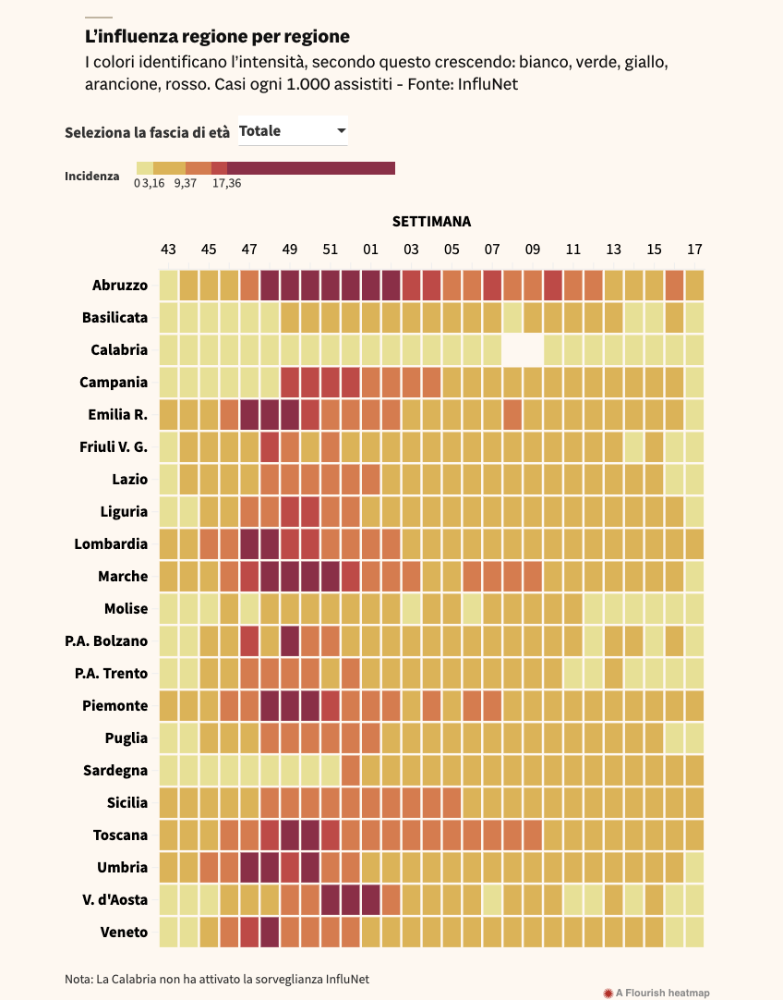 L'influenza regione per regione
I colori identificano l'intensità, secondo questo crescendo: bianco, verde, giallo,
arancione, rosso. Casi ogni 1.000 assistiti - Fonte: InfluNet
Seleziona la fascia di età Totale
Incidenza
0 3,16 9,37 17,36
SETTIMANA
43 45 47 49 51 01 03 05 07 09 11 13 15 17
Abruzzo
Basilicata
Calabria
Campania
Emilia R.
Friuli V. G.
Lazio
Liguria
Lombardia
Marche
Molise
P.A. Bolzano
P.A. Trento
Piemonte
Puglia
Sardegna
Sicilia
Toscana
Umbria
V. d'Aosta
Veneto
Nota: La Calabria non ha attivato la sorveglianza InfluNet
A Flourish heatmap